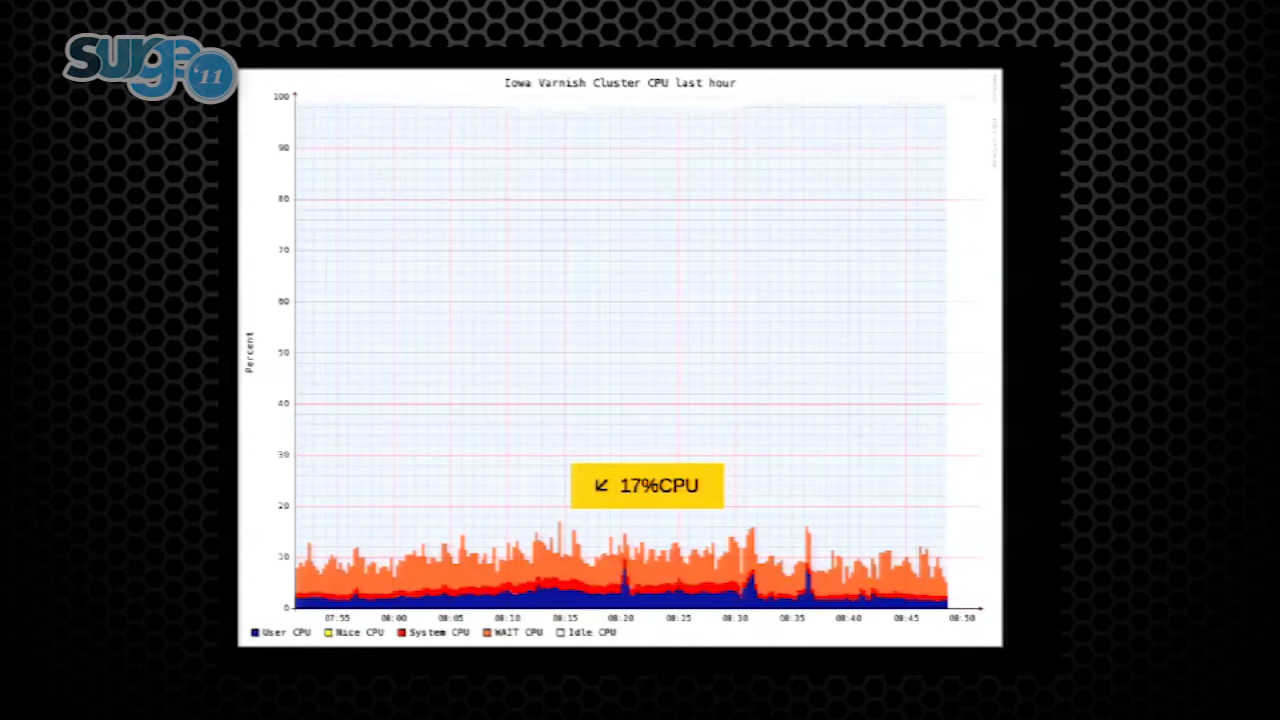 surge '11
Iowa Varnish Cluster CPU last hour
100
90
80
70
60
50
40
30
20
10
0
Percent
↙ 17%CPU
07:55 08:00 08:05 08:10 08:15 08:20 08:25 08:30 08:35 08:40 08:45 08:50
User CPU Nice CPU System CPU WAIT CPU Idle CPU